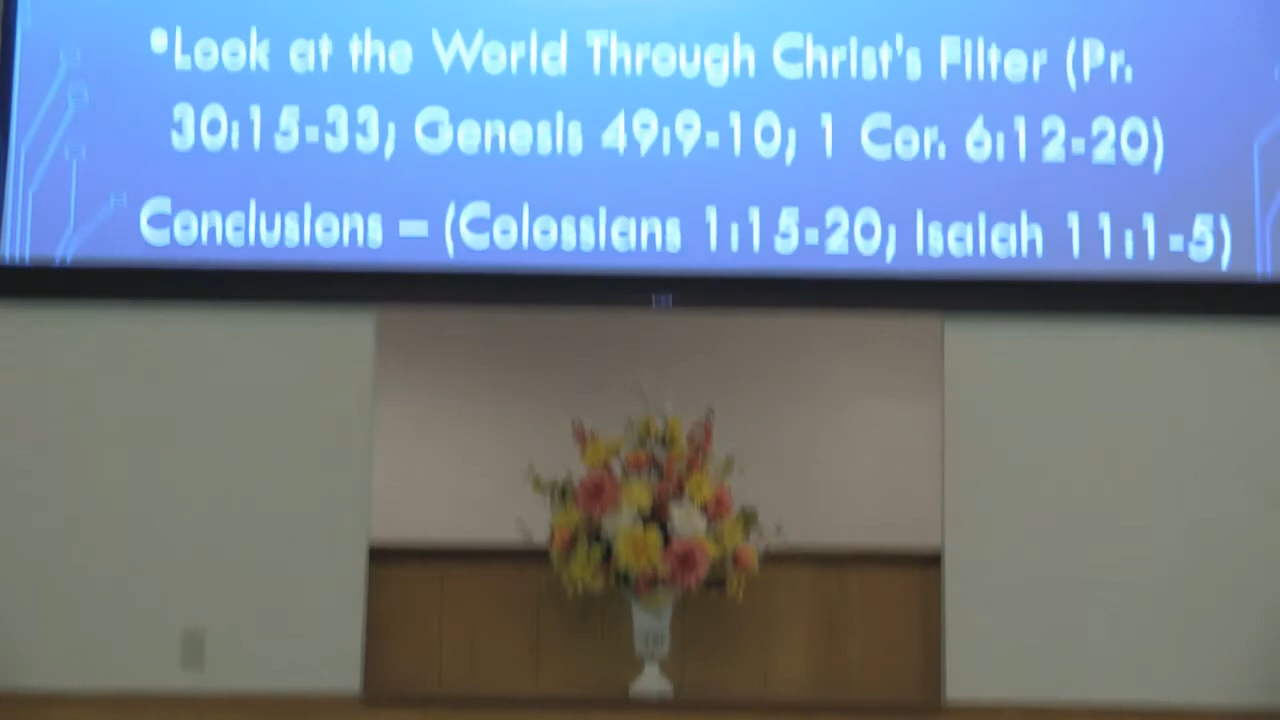 •Look at the World Through Christ's Filter (Pr.
30:15-33; Genesis 49:9-10; 1 Cor. 6:12-20)
Conclusions – (Colossians 1:15-20; Isaiah 11:1-5)